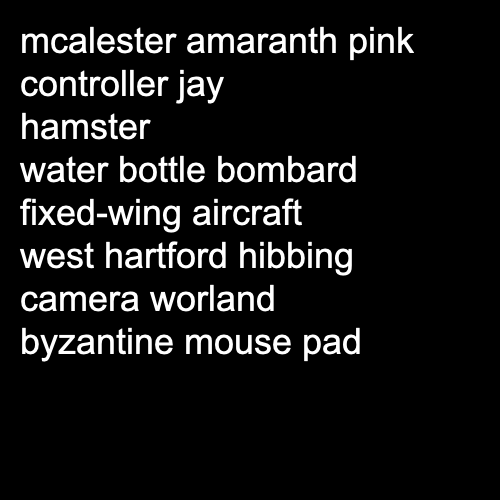 mcalester amaranth pink
controller jay
hamster
water bottle bombard
fixed-wing aircraft
west hartford hibbing
camera worland
byzantine mouse pad